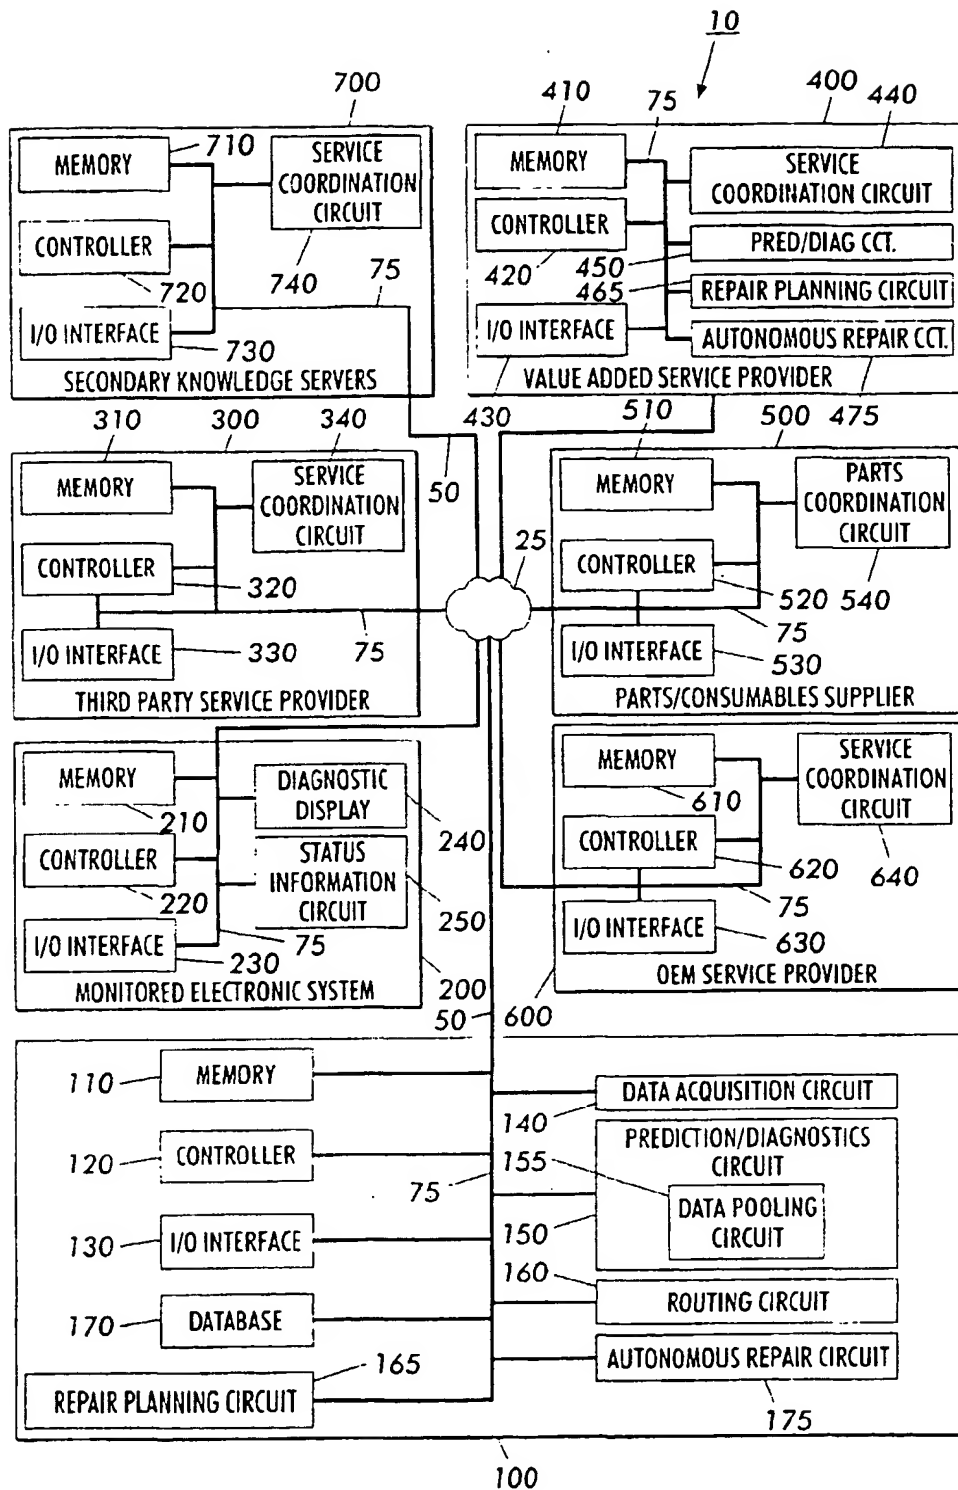 10
700
MEMORY
710
SERVICE
COORDINATION
CIRCUIT
CONTROLLER
720
740
75
I/O INTERFACE
730
SECONDARY KNOWLEDGE SERVERS
410
75
400
440
MEMORY
SERVICE
COORDINATION CIRCUIT
CONTROLLER
420
450
PRED/DIAG CCT.
465
REPAIR PLANNING CIRCUIT
I/O INTERFACE
AUTONOMOUS REPAIR CCT.
VALUE ADDED SERVICE PROVIDER
430
475
310
300
340
50
MEMORY
SERVICE
COORDINATION
CIRCUIT
CONTROLLER
320
I/O INTERFACE
330
75
THIRD PARTY SERVICE PROVIDER
25
510
500
MEMORY
PARTS
COORDINATION
CIRCUIT
CONTROLLER
520
540
75
I/O INTERFACE
530
PARTS/CONSUMABLES SUPPLIER
MEMORY
210
DIAGNOSTIC
DISPLAY
240
CONTROLLER
220
STATUS
INFORMATION
CIRCUIT
250
I/O INTERFACE
230
75
MONITORED ELECTRONIC SYSTEM
200
MEMORY
610
SERVICE
COORDINATION
CIRCUIT
CONTROLLER
620
640
75
I/O INTERFACE
630
OEM SERVICE PROVIDER
600
50
110
MEMORY
DATA ACQUISITION CIRCUIT
140
120
CONTROLLER
75
PREDICTION/DIAGNOSTICS
CIRCUIT
155
DATA POOLING
CIRCUIT
150
130
I/O INTERFACE
160
ROUTING CIRCUIT
170
DATABASE
AUTONOMOUS REPAIR CIRCUIT
175
165
REPAIR PLANNING CIRCUIT
100